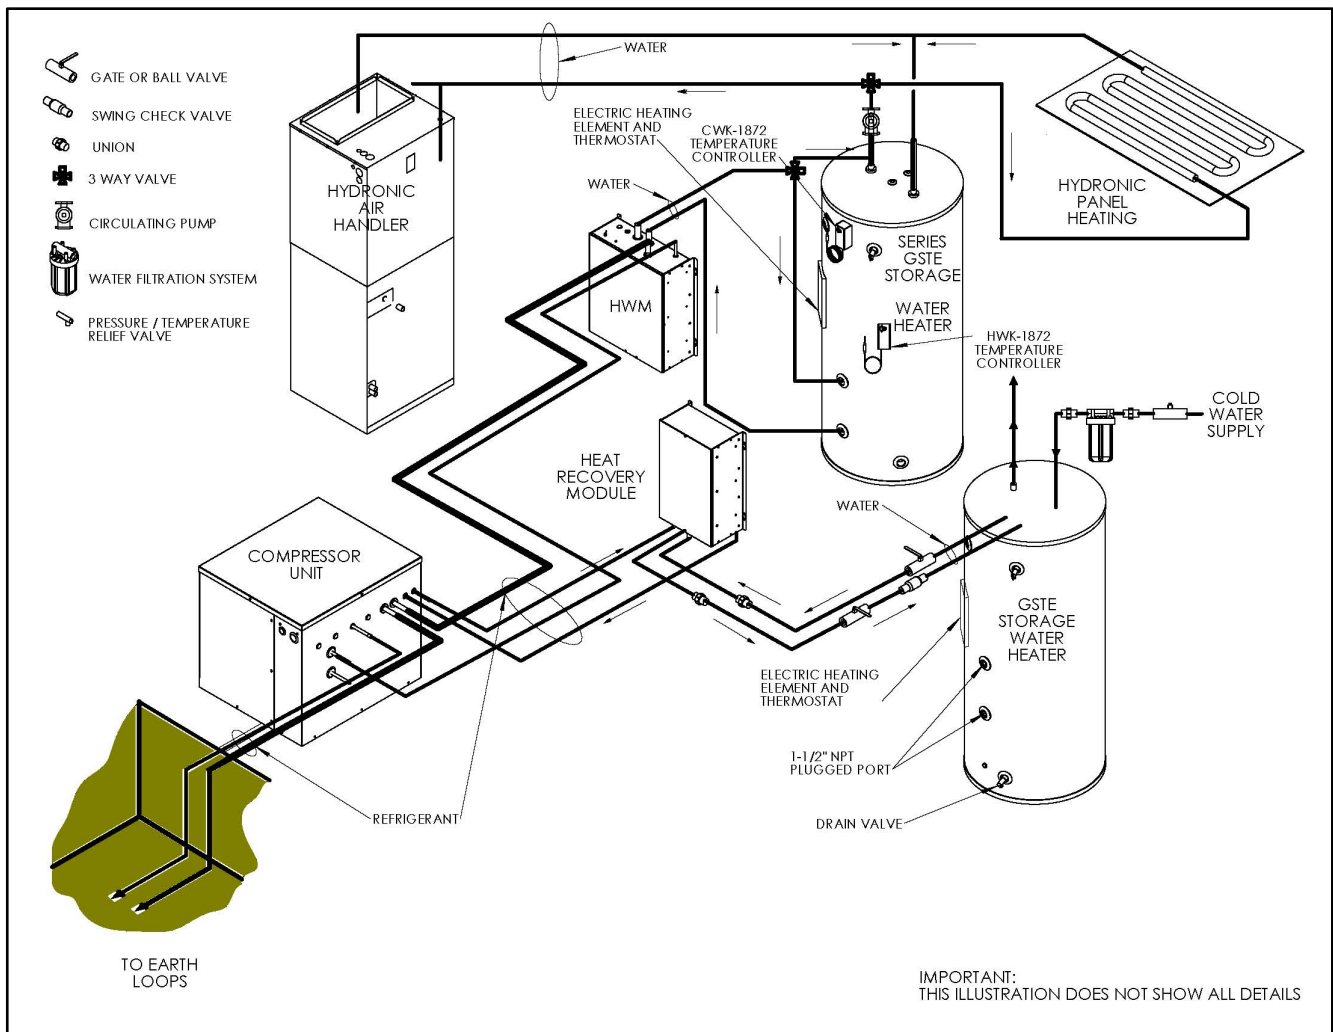 WATER
GATE OR BALL VALVE
SWING CHECK VALVE
UNION
3 WAY VALVE
CIRCULATING PUMP
WATER FILTRATION SYSTEM
PRESSURE / TEMPERATURE
RELIEF VALVE
HYDRONIC
AIR
HANDLER
ELECTRIC HEATING
ELEMENT AND
THERMOSTAT
CWK-1872
TEMPERATURE
CONTROLLER
WATER
HYDRONIC
PANEL
HEATING
SERIES
GSTE
STORAGE
WATER
HEATER
HWM
HWK-1872
TEMPERATURE
CONTROLLER
COLD
WATER
SUPPLY
HEAT
RECOVERY
MODULE
WATER
COMPRESSOR
UNIT
GSTE
STORAGE
WATER
HEATER
ELECTRIC HEATING
ELEMENT AND
THERMOSTAT
1-1/2" NPT
PLUGGED PORT
REFRIGERANT
DRAIN VALVE
TO EARTH
LOOPS
IMPORTANT:
THIS ILLUSTRATION DOES NOT SHOW ALL DETAILS